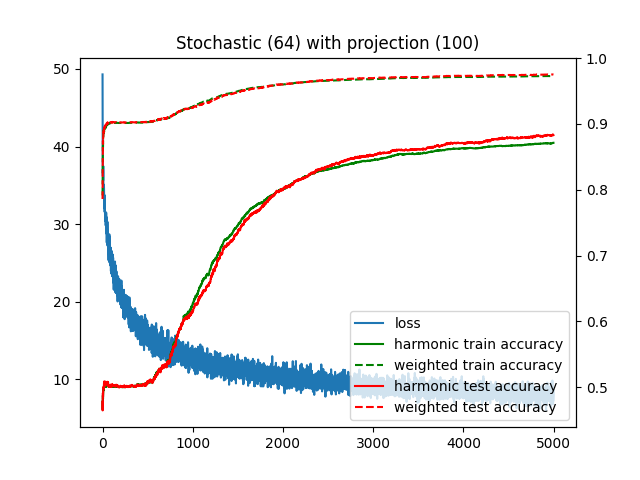 Stochastic (64) with projection (100)
50
40
30
20
10
1.0
0.9
0.8
0.7
0.6
0.5
0
1000
2000
3000
4000
5000
loss
harmonic train accuracy
weighted train accuracy
harmonic test accuracy
weighted test accuracy